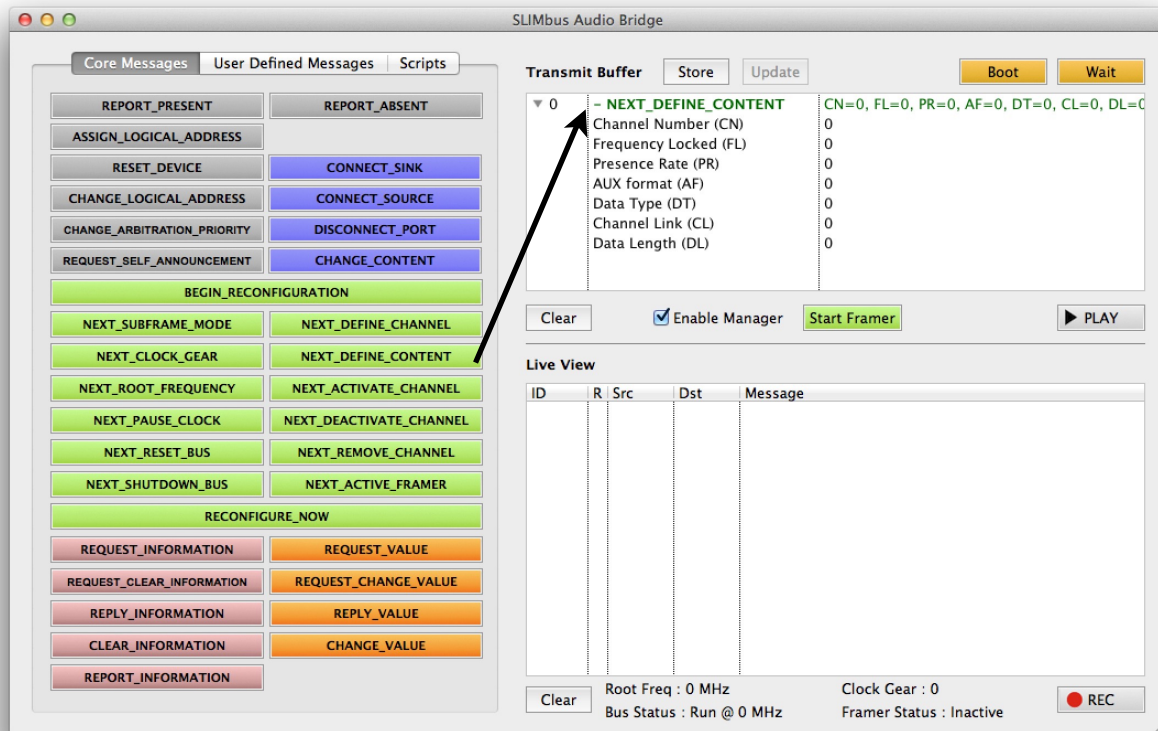 SLIMbus Audio Bridge
Core Messages User Defined Messages Scripts
REPORT_PRESENT REPORT_ABSENT
ASSIGN_LOGICAL_ADDRESS
RESET_DEVICE CONNECT_SINK
CHANGE_LOGICAL_ADDRESS CONNECT_SOURCE
CHANGE_ARBITRATION_PRIORITY DISCONNECT_PORT
REQUEST_SELF_ANNOUNCEMENT CHANGE_CONTENT
BEGIN_RECONFIGURATION
NEXT_SUBFRAME_MODE NEXT_DEFINE_CHANNEL
NEXT_CLOCK_GEAR NEXT_DEFINE_CONTENT
NEXT_ROOT_FREQUENCY NEXT_ACTIVATE_CHANNEL
NEXT_PAUSE_CLOCK NEXT_DEACTIVATE_CHANNEL
NEXT_RESET_BUS NEXT_REMOVE_CHANNEL
NEXT_SHUTDOWN_BUS NEXT_ACTIVE_FRAMER
RECONFIGURE_NOW
REQUEST_INFORMATION REQUEST_VALUE
REQUEST_CLEAR_INFORMATION REQUEST_CHANGE_VALUE
REPLY_INFORMATION REPLY_VALUE
CLEAR_INFORMATION CHANGE_VALUE
REPORT_INFORMATION
Transmit Buffer Store Update Boot Wait
0 - NEXT_DEFINE_CONTENT CN=0, FL=0, PR=0, AF=0, DT=0, CL=0, DL=0
Channel Number (CN) 0
Frequency Locked (FL) 0
Presence Rate (PR) 0
AUX format (AF) 0
Data Type (DT) 0
Channel Link (CL) 0
Data Length (DL) 0
Clear Enable Manager Start Framer PLAY
Live View
ID R Src Dst Message
Clear Root Freq : 0 MHz Clock Gear : 0 REC
Bus Status : Run @ 0 MHz Framer Status : Inactive